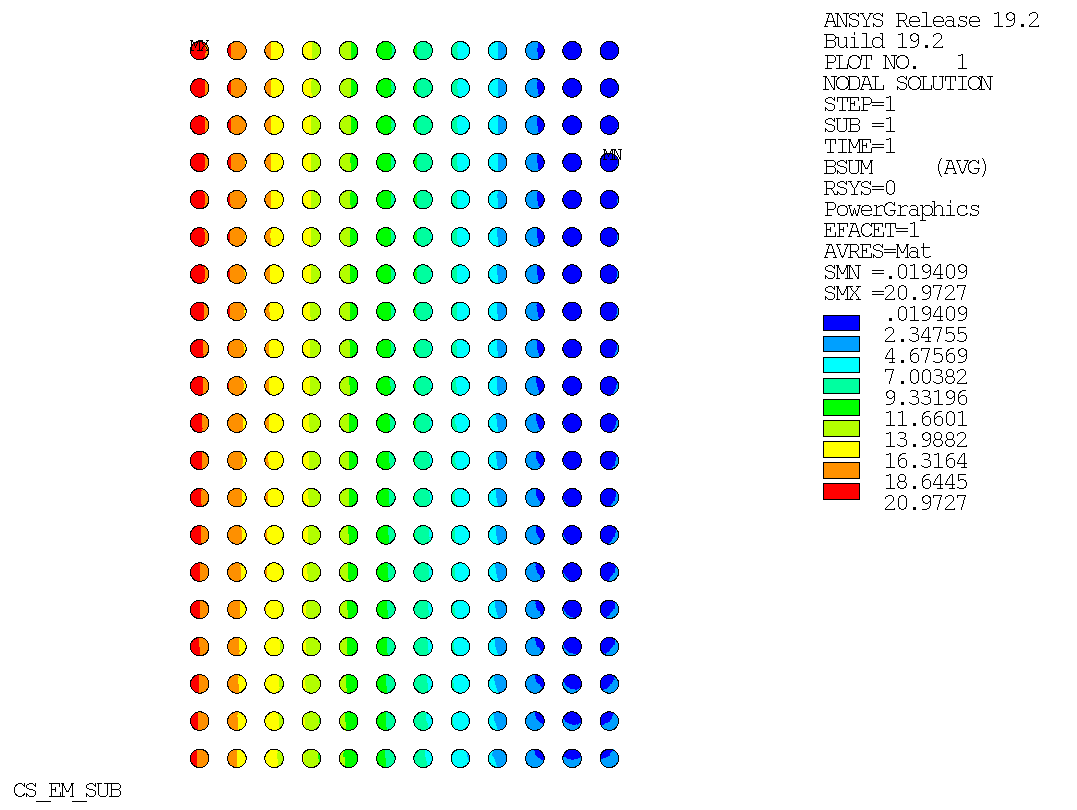 ANSYS Release 19.2
Build 19.2
PLOT NO.   1
NODAL SOLUTION
STEP=1
SUB =1
TIME=1
BSUM     (AVG)
RSYS=0
PowerGraphics
EFACET=1
AVRES=Mat
SMN =.019409
SMX =20.9727
.019409
2.34755
4.67569
7.00382
9.33196
11.6601
13.9882
16.3164
18.6445
20.9727
MX
MN
CS_EM_SUB